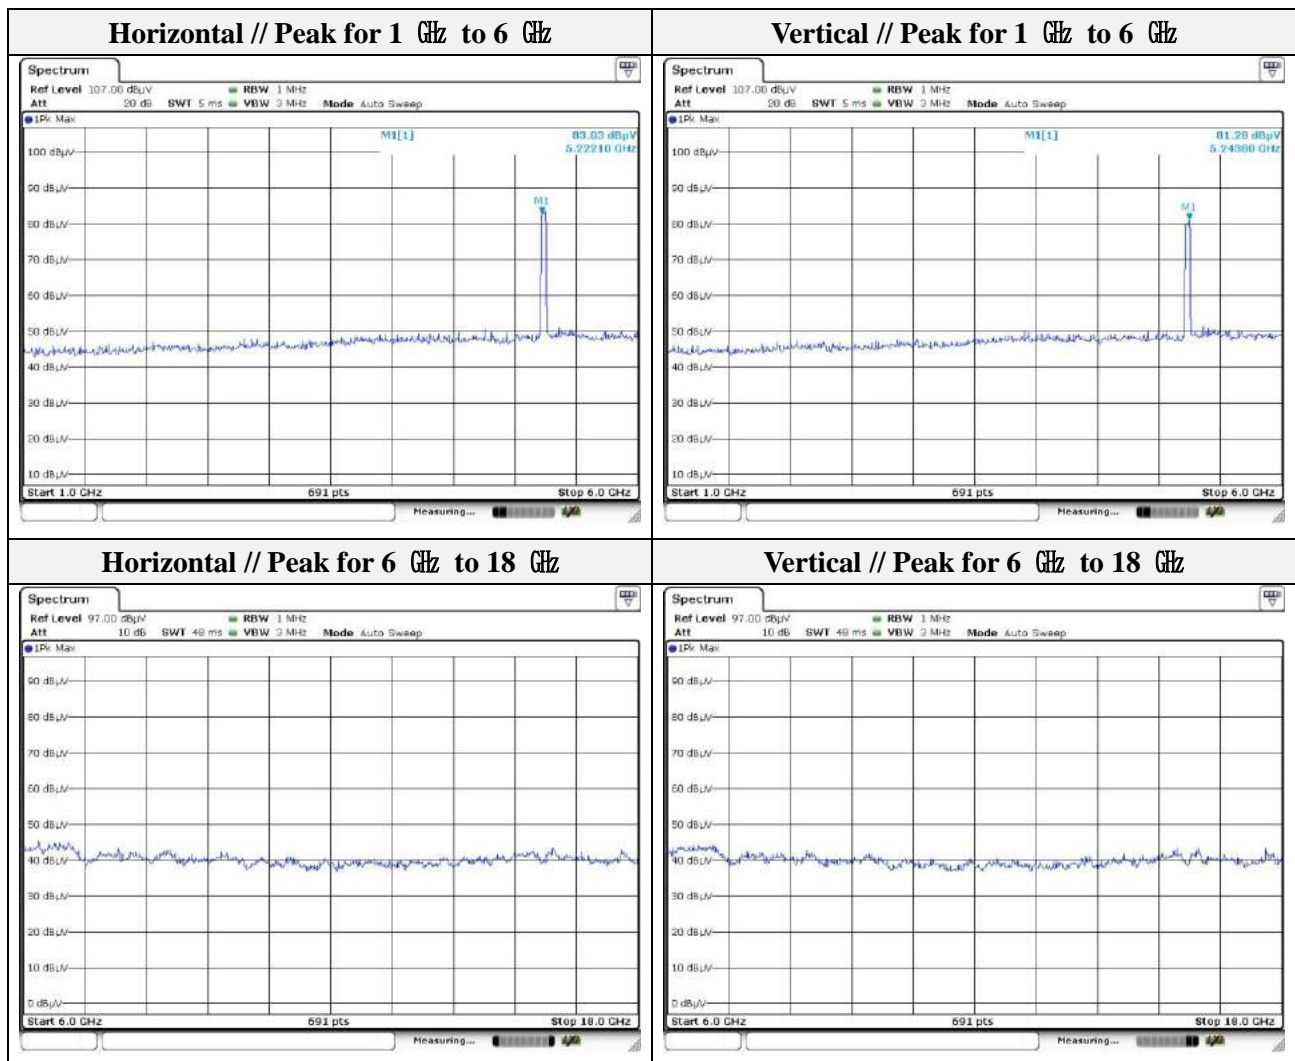 Horizontal // Peak for 1 ㎓ to 6 ㎓
Spectrum
Ref Level 107.00 dBµV RBW 1 MHz
Att 20 dB SWT 5 ms VBW 3 MHz Mode Auto Sweep
1Pk Max
M1[1] 83.03 dBµV
5.22210 GHz
100 dBµV
M1
90 dBµV
80 dBµV
70 dBµV
60 dBµV
50 dBµV
40 dBµV
30 dBµV
20 dBµV
10 dBµV
Start 1.0 GHz 691 pts Stop 6.0 GHz
Measuring...
Vertical // Peak for 1 ㎓ to 6 ㎓
Spectrum
Ref Level 107.00 dBµV RBW 1 MHz
Att 20 dB SWT 5 ms VBW 3 MHz Mode Auto Sweep
1Pk Max
M1[1] 81.28 dBµV
5.24380 GHz
100 dBµV
90 dBµV
M1
80 dBµV
70 dBµV
60 dBµV
50 dBµV
40 dBµV
30 dBµV
20 dBµV
10 dBµV
Start 1.0 GHz 691 pts Stop 6.0 GHz
Measuring...
Horizontal // Peak for 6 ㎓ to 18 ㎓
Spectrum
Ref Level 97.00 dBµV RBW 1 MHz
Att 10 dB SWT 48 ms VBW 3 MHz Mode Auto Sweep
1Pk Max
90 dBµV
80 dBµV
70 dBµV
60 dBµV
50 dBµV
40 dBµV
30 dBµV
20 dBµV
10 dBµV
0 dBµV
Start 6.0 GHz 691 pts Stop 18.0 GHz
Measuring...
Vertical // Peak for 6 ㎓ to 18 ㎓
Spectrum
Ref Level 97.00 dBµV RBW 1 MHz
Att 10 dB SWT 48 ms VBW 3 MHz Mode Auto Sweep
1Pk Max
90 dBµV
80 dBµV
70 dBµV
60 dBµV
50 dBµV
40 dBµV
30 dBµV
20 dBµV
10 dBµV
0 dBµV
Start 6.0 GHz 691 pts Stop 18.0 GHz
Measuring...